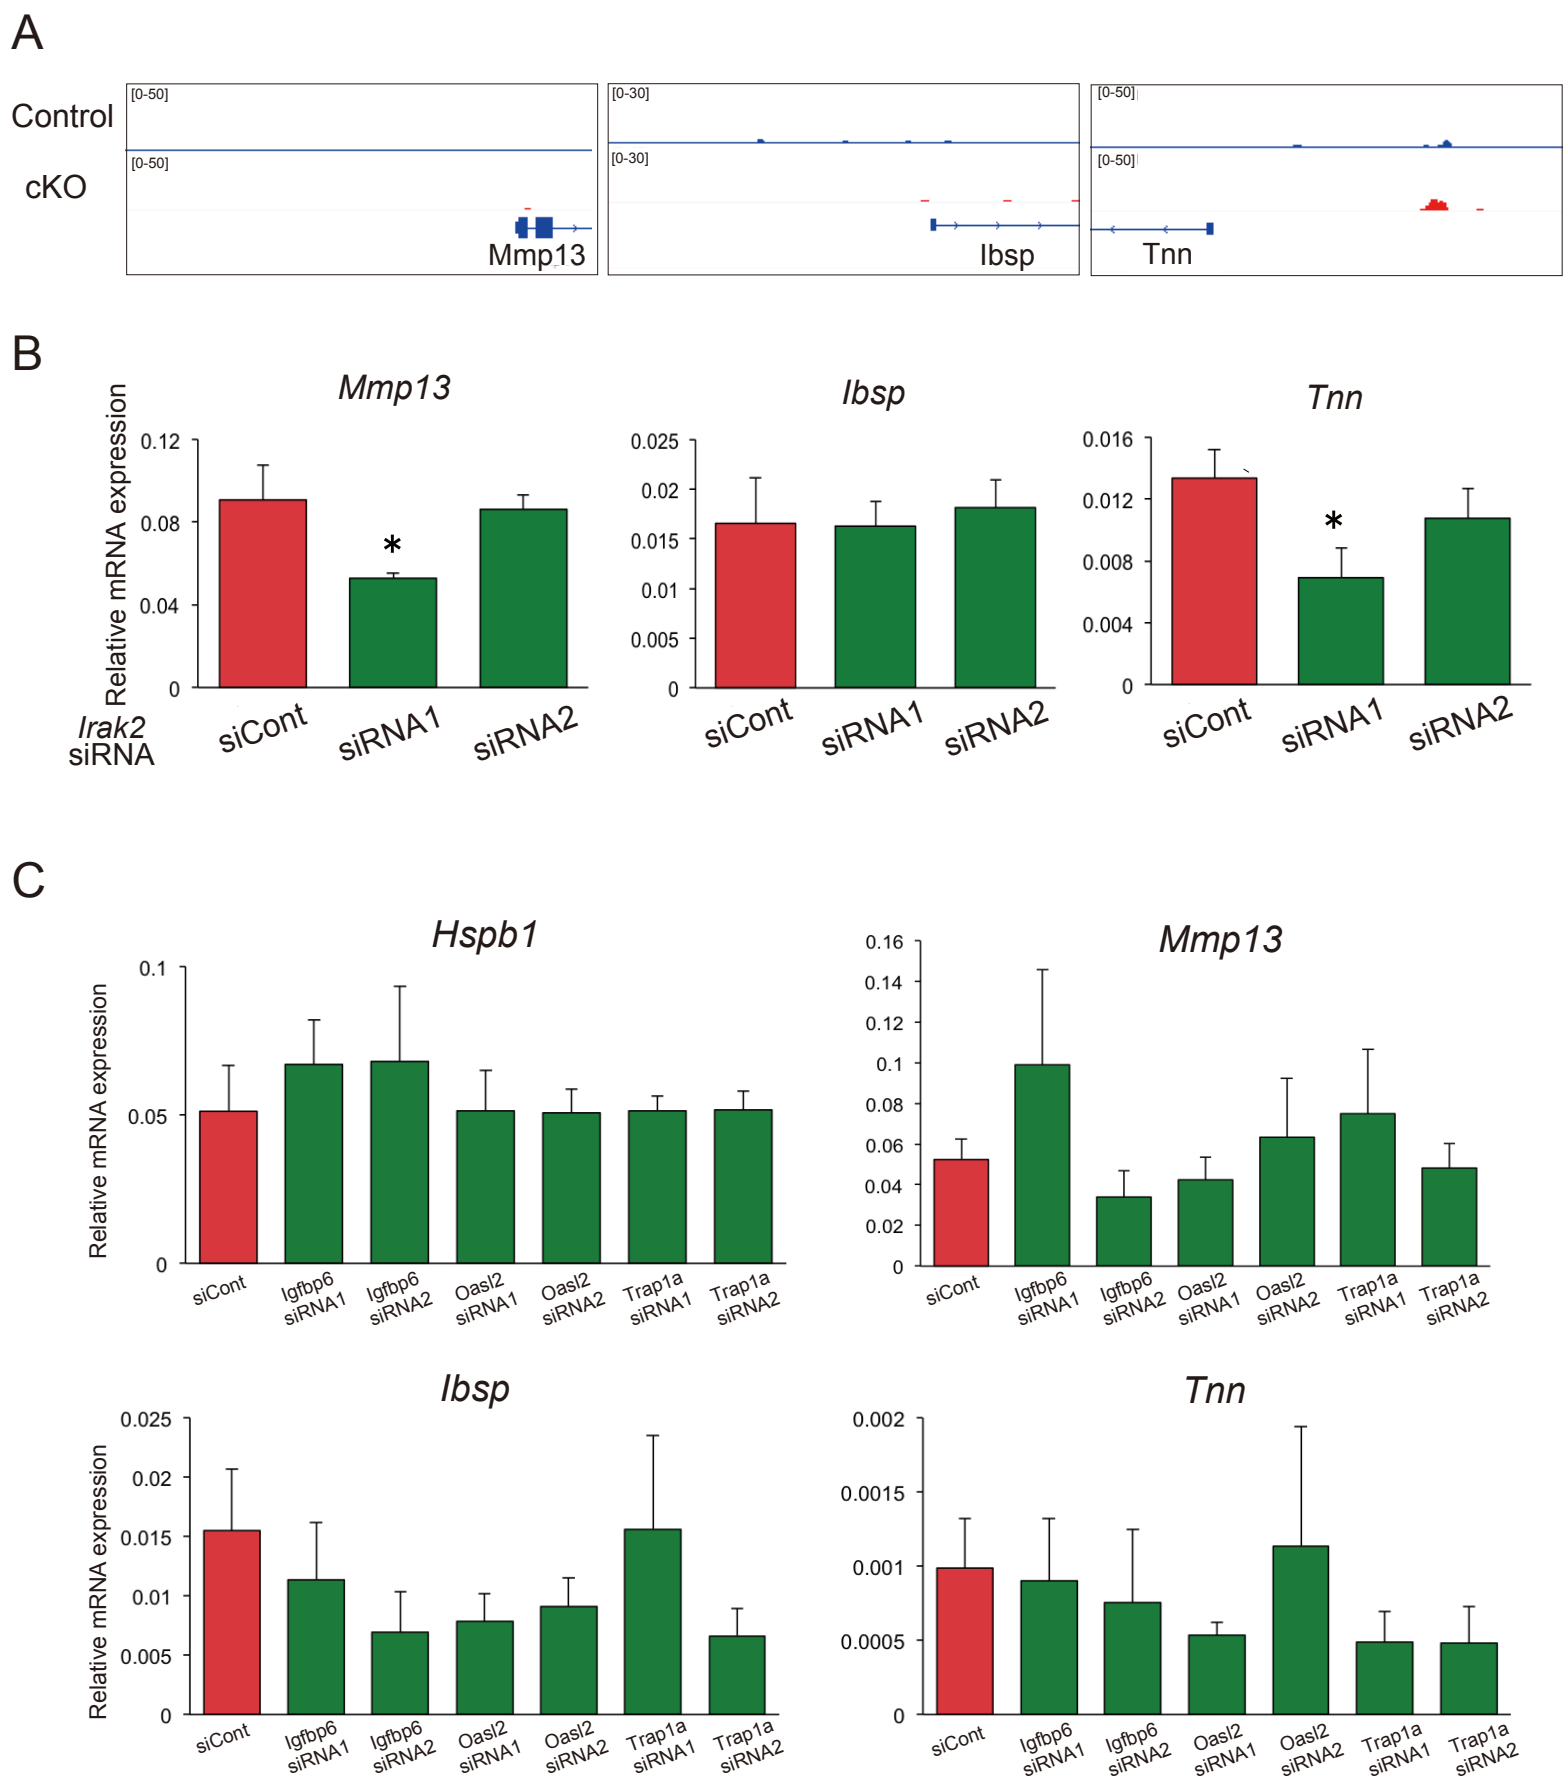 A
Control
cKO
[0-50]
[0-50]
Mmp13
[0-30]
[0-30]
Ibsp
[0-50]
[0-50]
Tnn
B
Relative mRNA expression
Mmp13
0.12
0.08
0.04
0
Irak2
siRNA
siCont
siRNA1
siRNA2
*
Ibsp
0.025
0.02
0.015
0.01
0.005
0
siCont
siRNA1
siRNA2
Tnn
0.016
0.012
0.008
0.004
0
*
siCont
siRNA1
siRNA2
C
Hspb1
Relative mRNA expression
0.1
0.05
0
siCont
Igfbp6
siRNA1
Igfbp6
siRNA2
Oasl2
siRNA1
Oasl2
siRNA2
Trap1a
siRNA1
Trap1a
siRNA2
Mmp13
0.16
0.14
0.12
0.1
0.08
0.06
0.04
0.02
0
siCont
Igfbp6
siRNA1
Igfbp6
siRNA2
Oasl2
siRNA1
Oasl2
siRNA2
Trap1a
siRNA1
Trap1a
siRNA2
Ibsp
Relative mRNA expression
0.025
0.02
0.015
0.01
0.005
0
siCont
Igfbp6
siRNA1
Igfbp6
siRNA2
Oasl2
siRNA1
Oasl2
siRNA2
Trap1a
siRNA1
Trap1a
siRNA2
Tnn
0.002
0.0015
0.001
0.0005
0
siCont
Igfbp6
siRNA1
Igfbp6
siRNA2
Oasl2
siRNA1
Oasl2
siRNA2
Trap1a
siRNA1
Trap1a
siRNA2